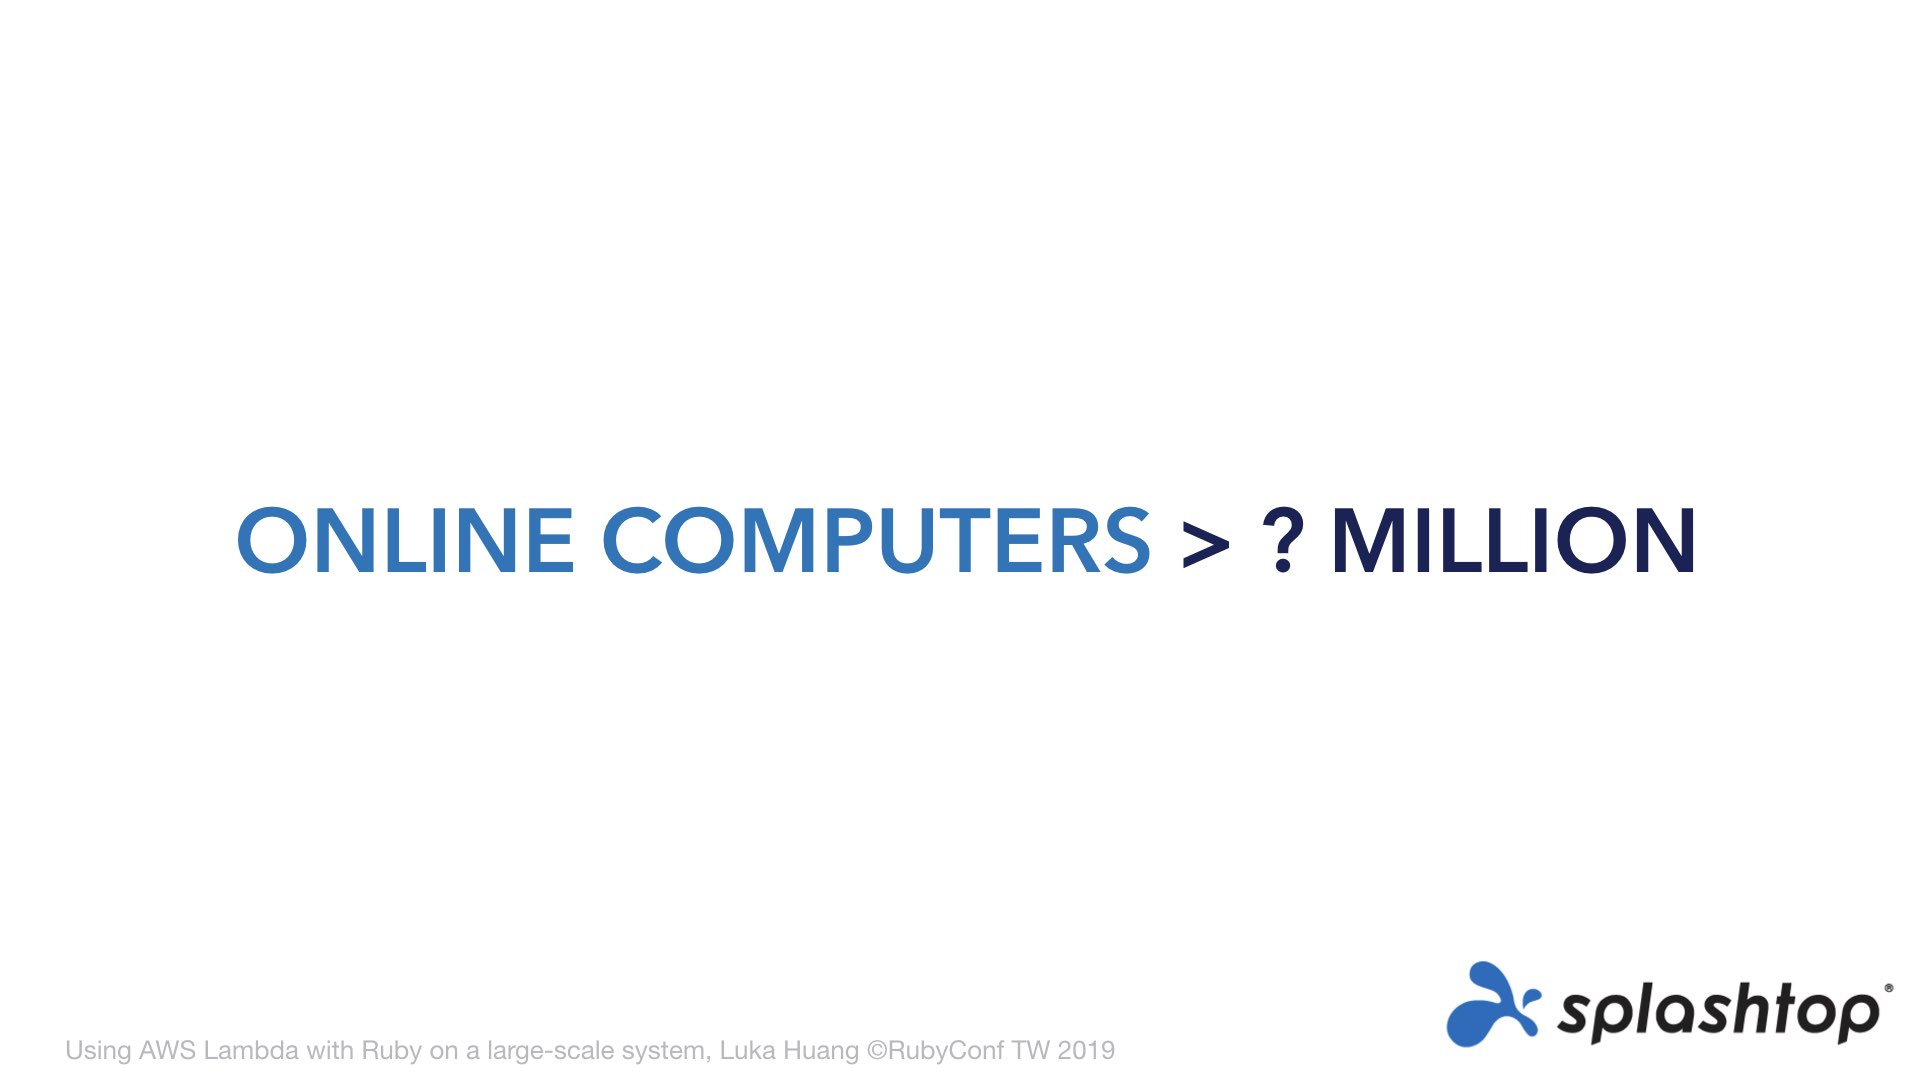 ONLINE COMPUTERS > ? MILLION
splashtop®
Using AWS Lambda with Ruby on a large-scale system, Luka Huang ©RubyConf TW 2019